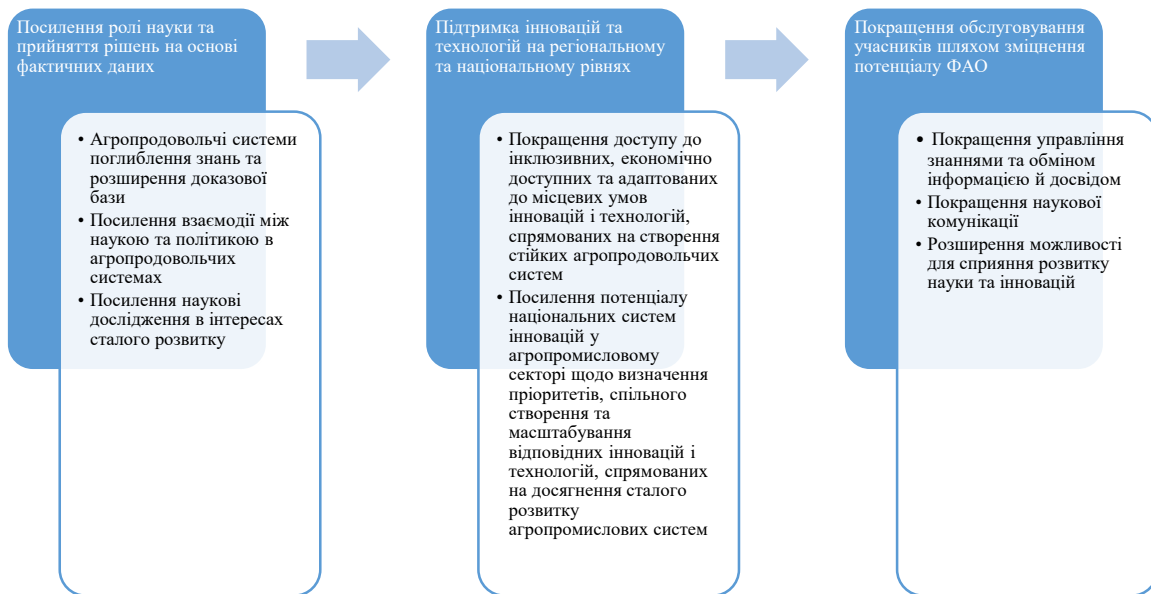 Посилення ролі науки та
прийняття рішень на основі
фактичних даних
• Агропродовольчі системи
поглиблення знань та
розширення доказової
бази
• Посилення взаємодії між
наукою та політикою в
агропродовольчих
системах
• Посилення наукові
дослідження в інтересах
сталого розвитку
Підтримка інновацій та
технологій на регіональному
та національному рівнях
• Покращення доступу до
інклюзивних, економічно
доступних та адаптованих
до місцевих умов
інновацій і технологій,
спрямованих на створення
стійких агропродовольчих
систем
• Посилення потенціалу
національних систем
інновацій у
агропромисловому
секторі щодо визначення
пріоритетів, спільного
створення та
масштабування
відповідних інновацій і
технологій, спрямованих
на досягнення сталого
розвитку
агропромислових систем
Покращення обслуговування
учасників шляхом зміцнення
потенціалу ФАО
• Покращення управління
знаннями та обміном
інформацією й досвідом
• Покращення наукової
комунікації
• Розширення можливості
для сприяння розвитку
науки та інновацій